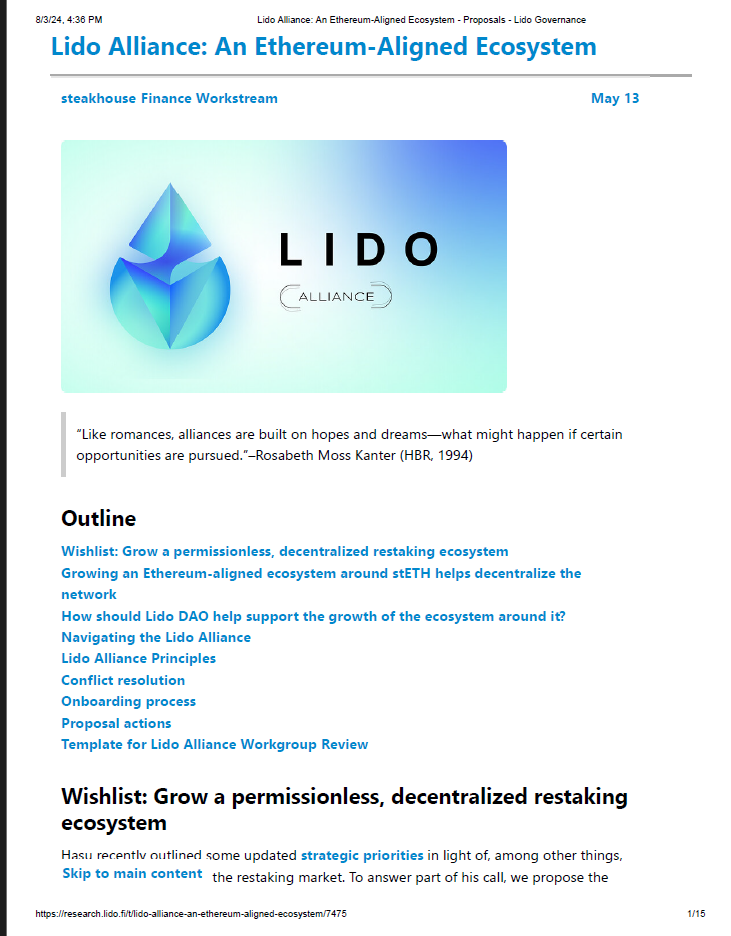 8/3/24, 4:36 PM Lido Alliance: An Ethereum-Aligned Ecosystem - Proposals - Lido Governance
Lido Alliance: An Ethereum-Aligned Ecosystem
steakhouse Finance Workstream May 13
LIDO
ALLIANCE
“Like romances, alliances are built on hopes and dreams—what might happen if certain
opportunities are pursued.”–Rosabeth Moss Kanter (HBR, 1994)
Outline
Wishlist: Grow a permissionless, decentralized restaking ecosystem
Growing an Ethereum-aligned ecosystem around stETH helps decentralize the
network
How should Lido DAO help support the growth of the ecosystem around it?
Navigating the Lido Alliance
Lido Alliance Principles
Conflict resolution
Onboarding process
Proposal actions
Template for Lido Alliance Workgroup Review
Wishlist: Grow a permissionless, decentralized restaking
ecosystem
Hasu recently outlined some updated strategic priorities in light of, among other things,
Skip to main content the restaking market. To answer part of his call, we propose the
https://research.lido.fi/t/lido-alliance-an-ethereum-aligned-ecosystem/7475 1/15